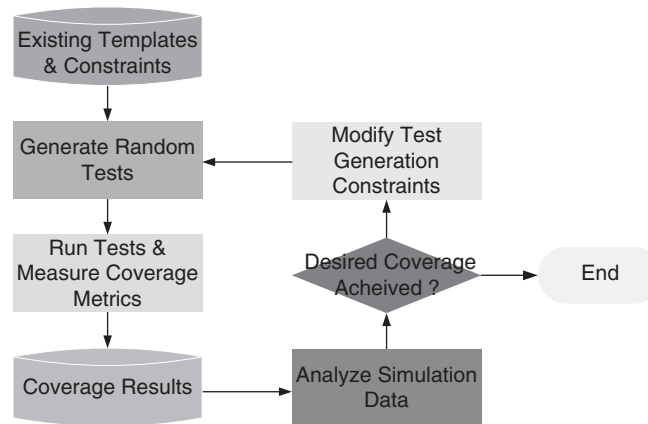 Existing Templates
& Constraints
Generate Random
Tests
Modify Test
Generation
Constraints
Run Tests &
Measure Coverage
Metrics
Desired Coverage
Acheived ?
End
Coverage Results
Analyze Simulation
Data